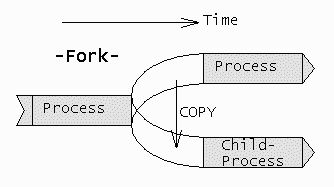 Time
-Fork-
Process
Process
COPY
Child-
Process